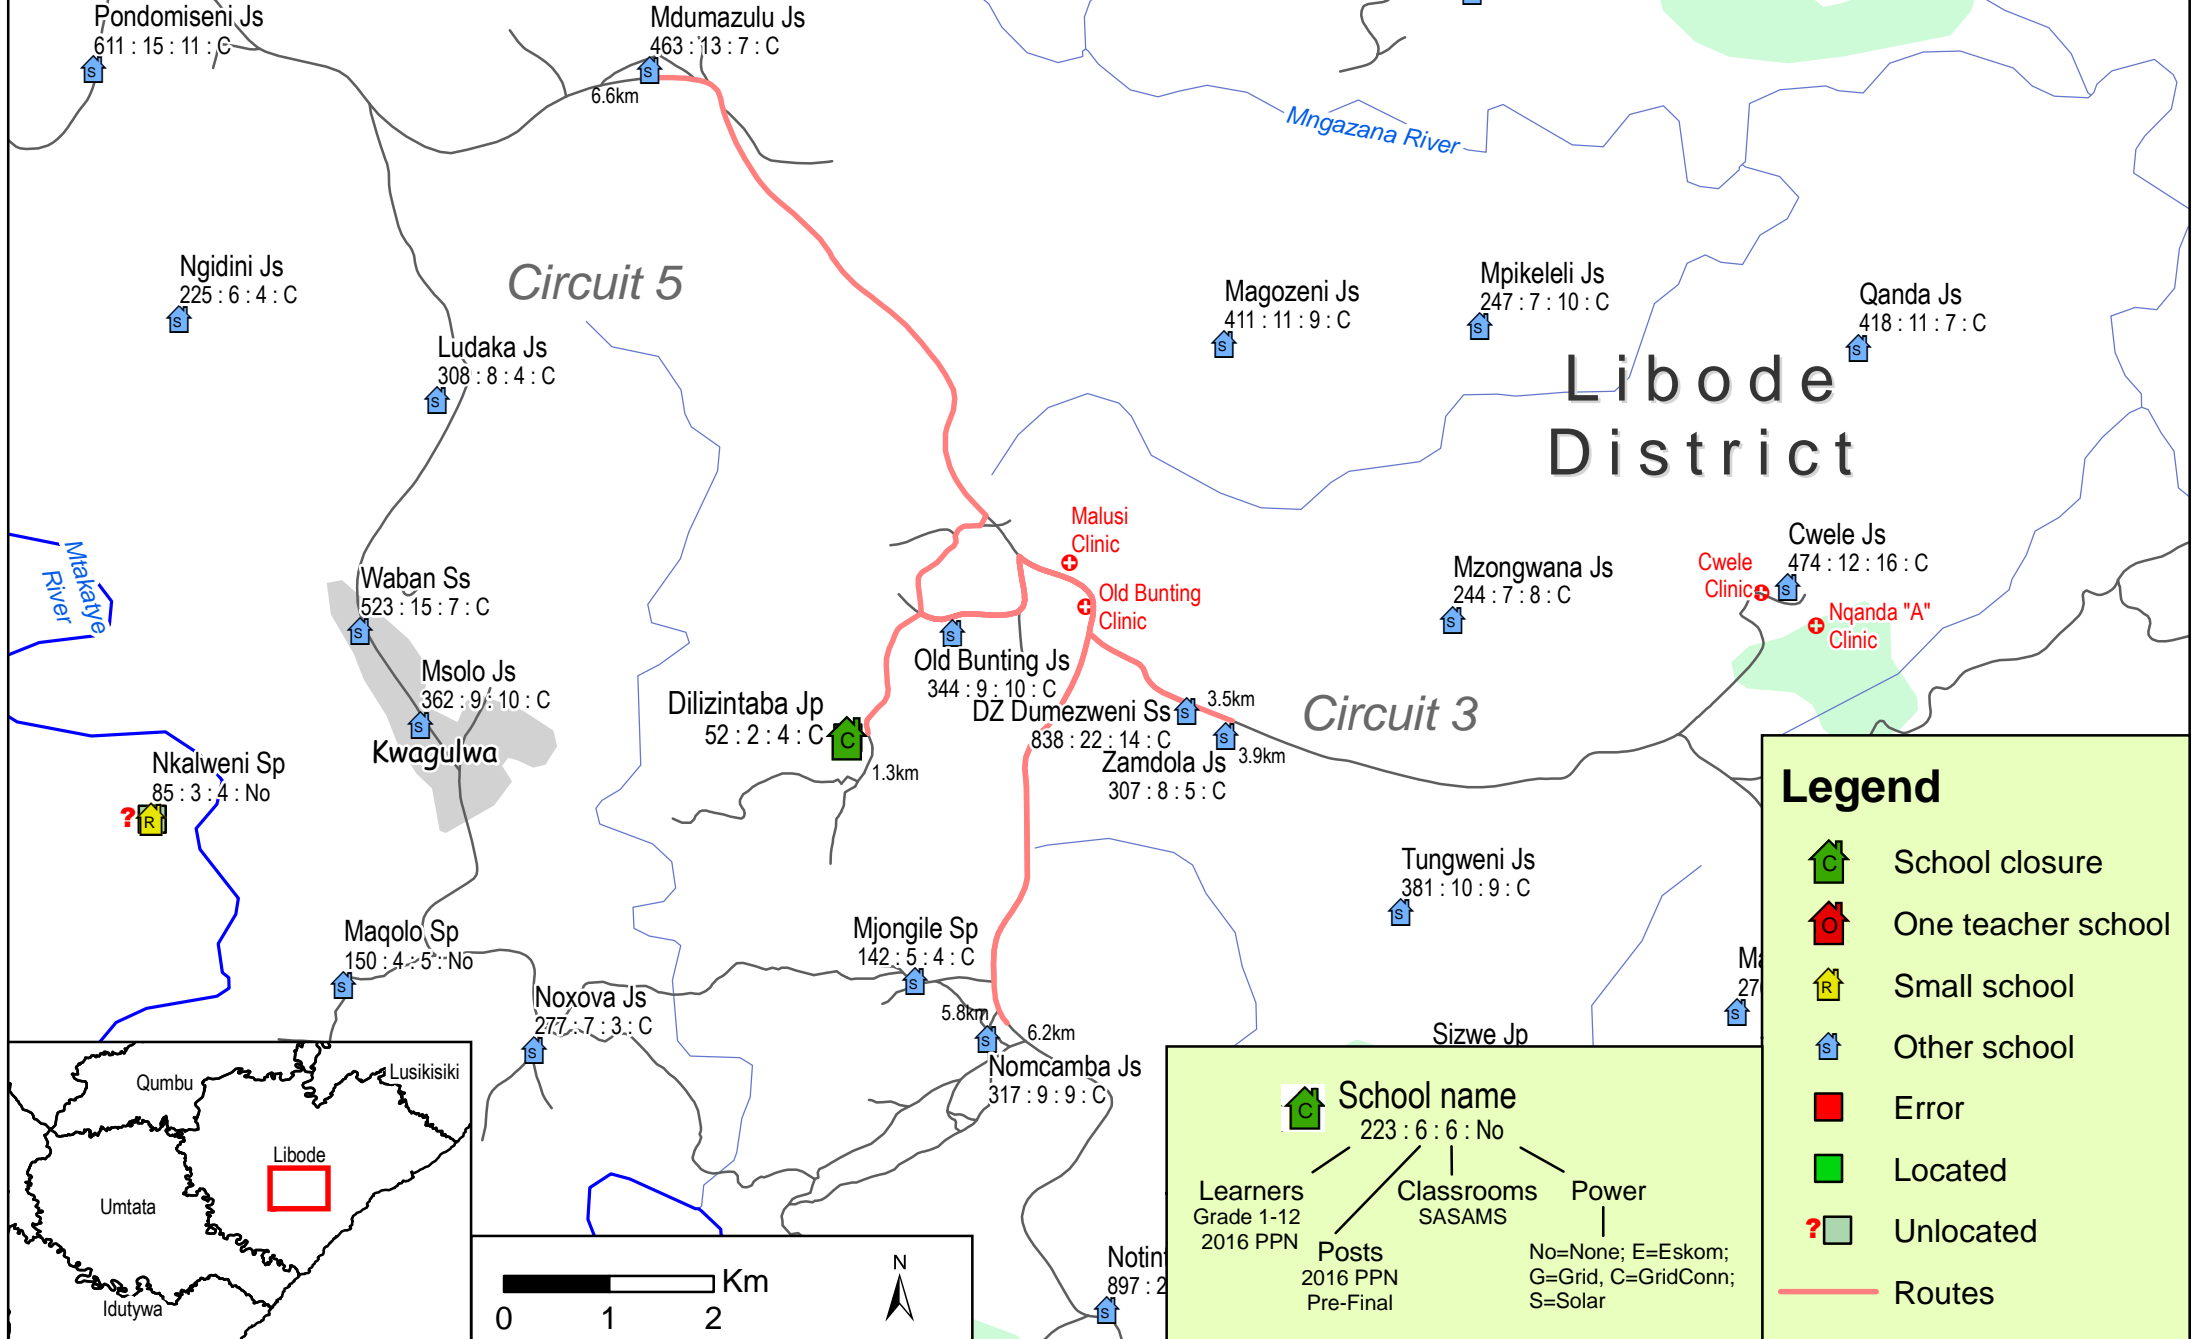 Pondomiseni Js
611 : 15 : 11 : C
S
Mdumazulu Js
463 : 13 : 7 : C
S
6.6km
Mngazana River
Ngidini Js
225 : 6 : 4 : C
S
Circuit 5
Ludaka Js
308 : 8 : 4 : C
S
Magozeni Js
411 : 11 : 9 : C
S
Mpikeleli Js
247 : 7 : 10 : C
S
Qanda Js
418 : 11 : 7 : C
S
Libode
District
Malusi
Clinic
Old Bunting
Clinic
Mtakatye
River
Waban Ss
523 : 15 : 7 : C
S
Msolo Js
362 : 9 : 10 : C
S
Kwagulwa
Mzongwana Js
244 : 7 : 8 : C
S
Cwele
Clinic
Cwele Js
474 : 12 : 16 : C
S
Nqanda "A"
Clinic
S
Old Bunting Js
344 : 9 : 10 : C
Dilizintaba Jp
52 : 2 : 4 : C
C
1.3km
DZ Dumezweni Ss
838 : 22 : 14 : C
S
3.5km
Zamdola Js
307 : 8 : 5 : C
S
3.9km
Circuit 3
Nkalweni Sp
85 : 3 : 4 : No
?
R
Tungweni Js
381 : 10 : 9 : C
S
Maqolo Sp
150 : 4 : 5 : No
S
Mjongile Sp
142 : 5 : 4 : C
S
Noxova Js
277 : 7 : 3 : C
S
5.8km
6.2km
S
Nomcamba Js
317 : 9 : 9 : C
Sizwe Jp
S
S
Qumbu
Lusikisiki
Libode
Umtata
Idutywa
Km
0 1 2
N
C
School name
223 : 6 : 6 : No
Learners
Grade 1-12
2016 PPN
Posts
2016 PPN
Pre-Final
Classrooms
SASAMS
Power
No=None; E=Eskom;
G=Grid, C=GridConn;
S=Solar
Legend
C School closure
O One teacher school
R Small school
S Other school
Error
Located
? Unlocated
Routes